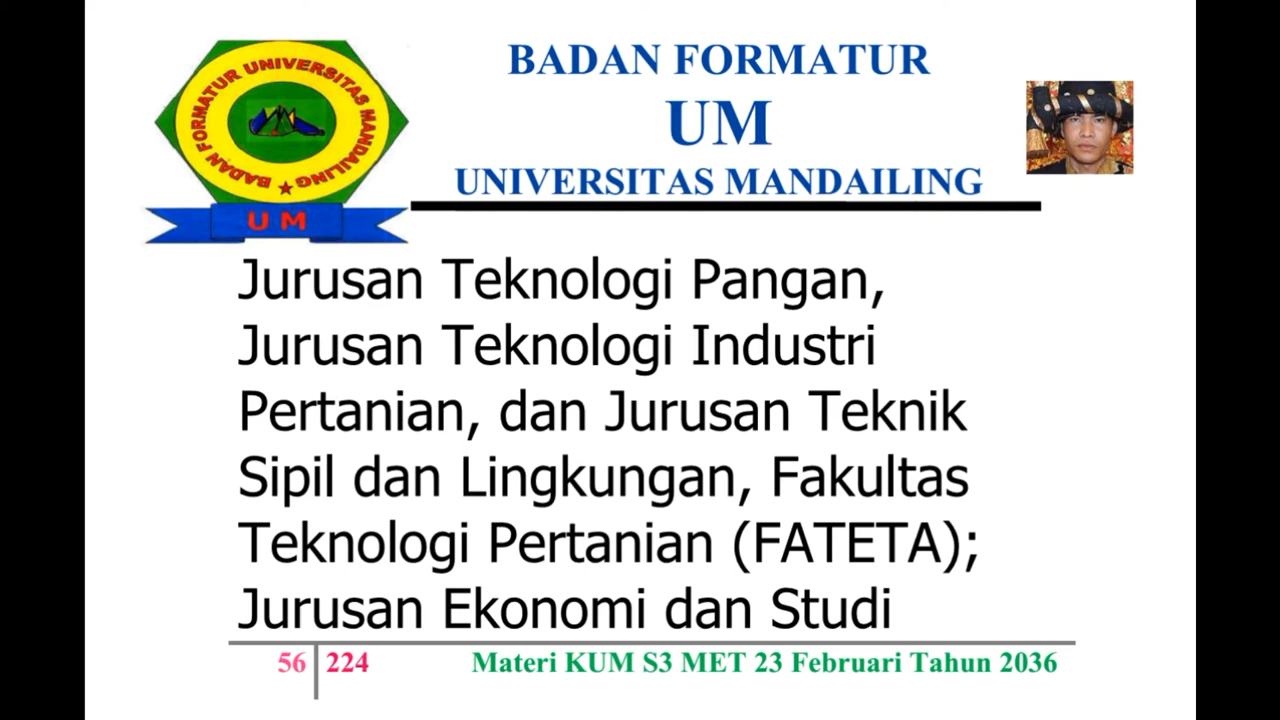 BADAN FORMATUR UNIVERSITAS MANDAILING
U M
BADAN FORMATUR
UM
UNIVERSITAS MANDAILING
Jurusan Teknologi Pangan,
Jurusan Teknologi Industri
Pertanian, dan Jurusan Teknik
Sipil dan Lingkungan, Fakultas
Teknologi Pertanian (FATETA);
Jurusan Ekonomi dan Studi
56 224 Materi KUM S3 MET 23 Februari Tahun 2036